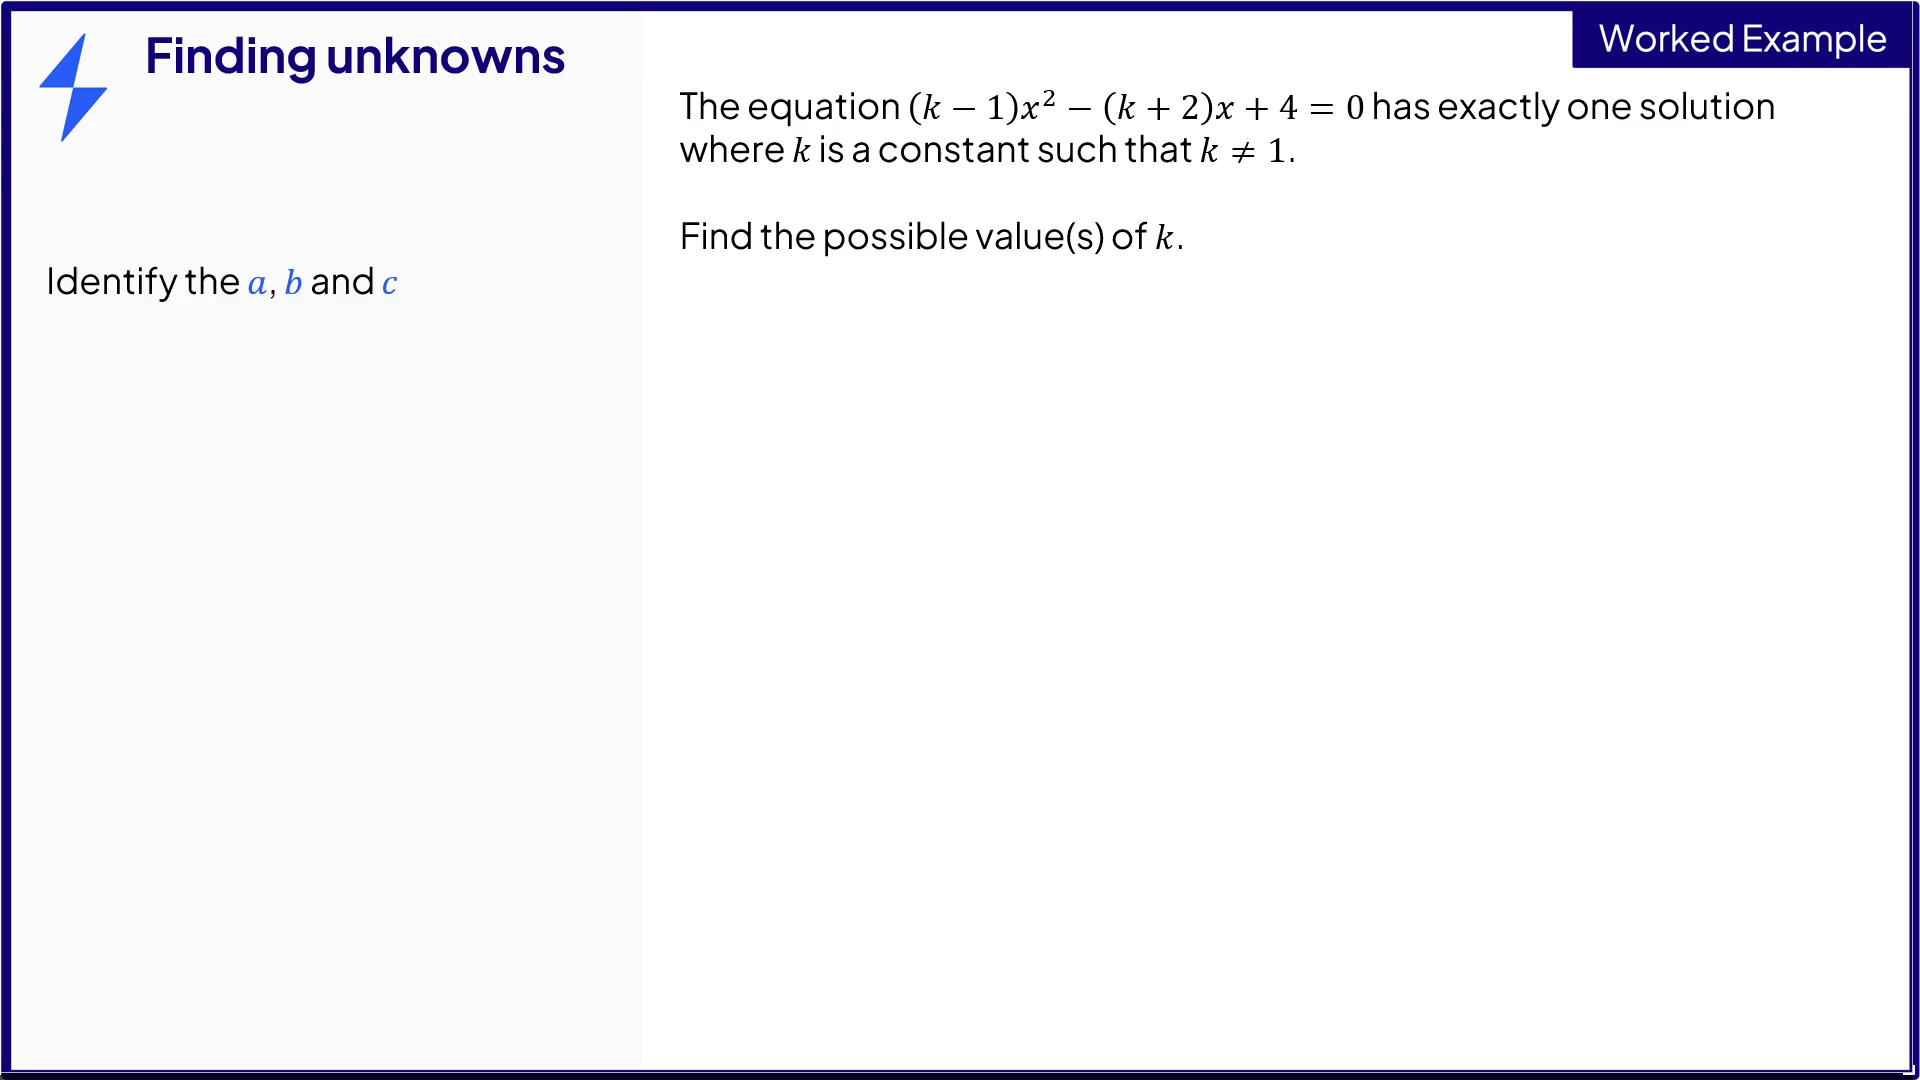 Finding unknowns
Worked Example
The equation (k − 1)x² − (k + 2)x + 4 = 0 has exactly one solution
where k is a constant such that k ≠ 1.
Find the possible value(s) of k.
Identify the a, b and c